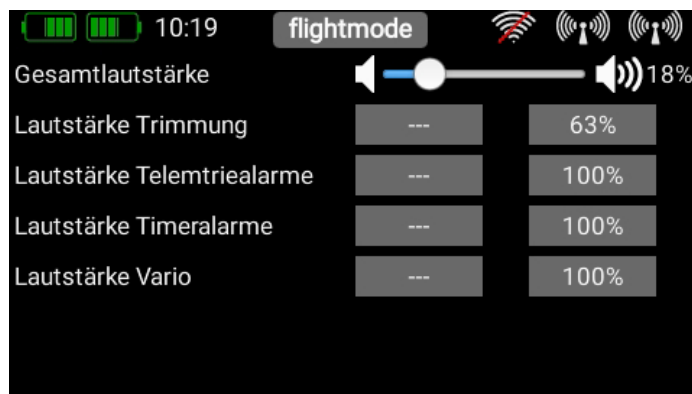 10:19 flightmode
Gesamtlautstärke 18%
Lautstärke Trimmung --- 63%
Lautstärke Telemtriealarme --- 100%
Lautstärke Timeralarme --- 100%
Lautstärke Vario --- 100%